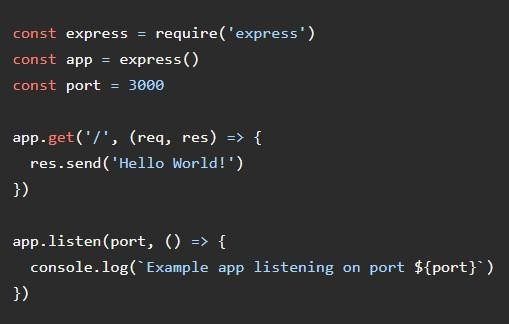 const express = require('express')
const app = express()
const port = 3000

app.get('/', (req, res) => {
  res.send('Hello World!')
})

app.listen(port, () => {
  console.log(`Example app listening on port ${port}`)
})